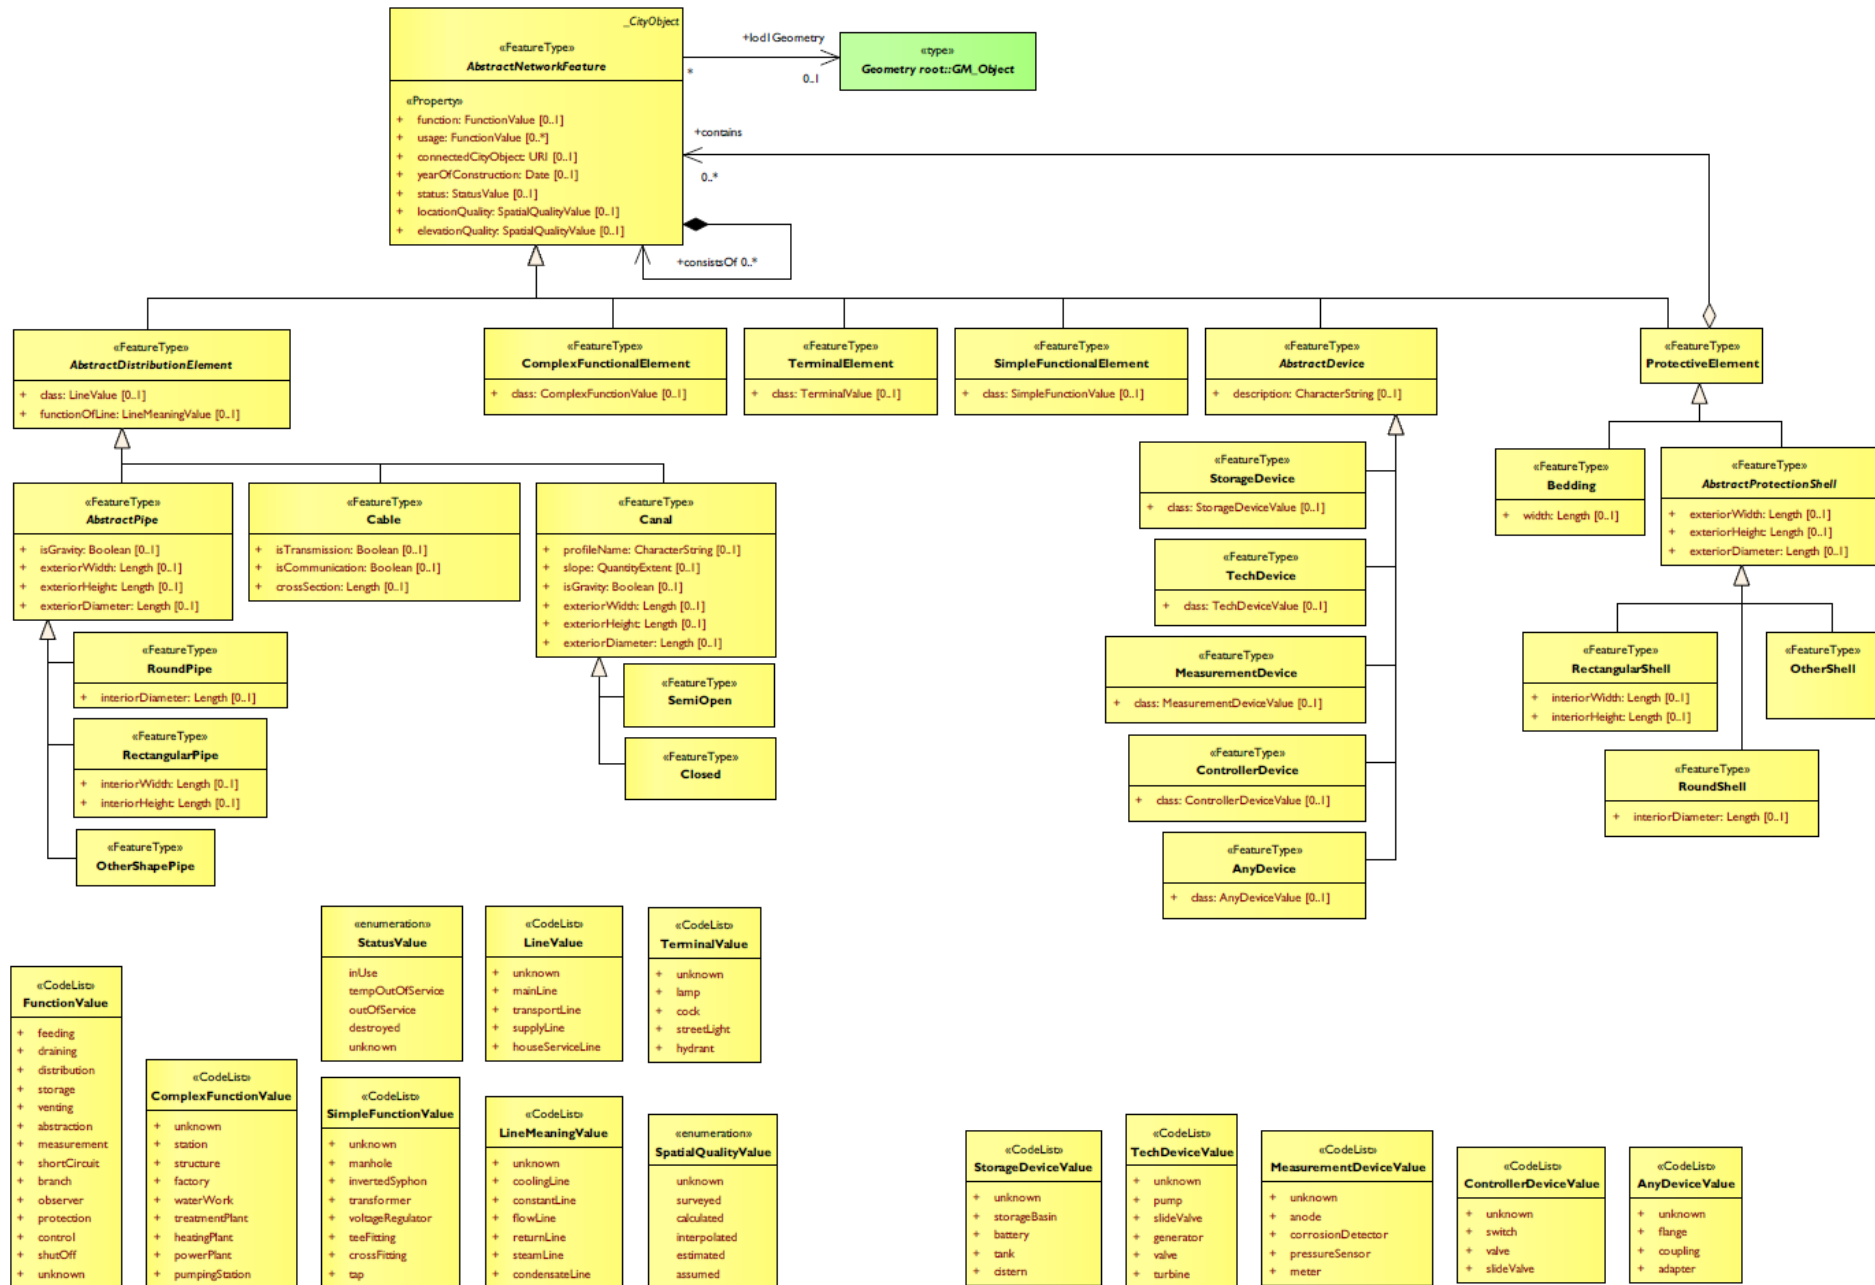 _CityObject
«FeatureType»
AbstractNetworkFeature
«Property»
+ function: FunctionValue [0..1]
+ usage: FunctionValue [0..*]
+ connectedCityObject: URI [0..1]
+ yearOfConstruction: Date [0..1]
+ status: StatusValue [0..1]
+ locationQuality: SpatialQualityValue [0..1]
+ elevationQuality: SpatialQualityValue [0..1]
+lod1Geometry
*
0..1
«type»
Geometry root::GM_Object
+contains
0..*
+consistsOf 0..*
«FeatureType»
AbstractDistributionElement
+ class: LineValue [0..1]
+ functionOfLine: LineMeaningValue [0..1]
«FeatureType»
ComplexFunctionalElement
+ class: ComplexFunctionValue [0..1]
«FeatureType»
TerminalElement
+ class: TerminalValue [0..1]
«FeatureType»
SimpleFunctionalElement
+ class: SimpleFunctionValue [0..1]
«FeatureType»
AbstractDevice
+ description: CharacterString [0..1]
«FeatureType»
ProtectiveElement
«FeatureType»
AbstractPipe
+ isGravity: Boolean [0..1]
+ exteriorWidth: Length [0..1]
+ exteriorHeight: Length [0..1]
+ exteriorDiameter: Length [0..1]
«FeatureType»
Cable
+ isTransmission: Boolean [0..1]
+ isCommunication: Boolean [0..1]
+ crossSection: Length [0..1]
«FeatureType»
Canal
+ profileName: CharacterString [0..1]
+ slope: QuantityExtent [0..1]
+ isGravity: Boolean [0..1]
+ exteriorWidth: Length [0..1]
+ exteriorHeight: Length [0..1]
+ exteriorDiameter: Length [0..1]
«FeatureType»
RoundPipe
+ interiorDiameter: Length [0..1]
«FeatureType»
RectangularPipe
+ interiorWidth: Length [0..1]
+ interiorHeight: Length [0..1]
«FeatureType»
OtherShapePipe
«FeatureType»
SemiOpen
«FeatureType»
Closed
«FeatureType»
StorageDevice
+ class: StorageDeviceValue [0..1]
«FeatureType»
TechDevice
+ class: TechDeviceValue [0..1]
«FeatureType»
MeasurementDevice
+ class: MeasurementDeviceValue [0..1]
«FeatureType»
ControllerDevice
+ class: ControllerDeviceValue [0..1]
«FeatureType»
AnyDevice
+ class: AnyDeviceValue [0..1]
«FeatureType»
Bedding
+ width: Length [0..1]
«FeatureType»
AbstractProtectionShell
+ exteriorWidth: Length [0..1]
+ exteriorHeight: Length [0..1]
+ exteriorDiameter: Length [0..1]
«FeatureType»
RectangularShell
+ interiorWidth: Length [0..1]
+ interiorHeight: Length [0..1]
«FeatureType»
OtherShell
«FeatureType»
RoundShell
+ interiorDiameter: Length [0..1]
«CodeList»
FunctionValue
+ feeding
+ draining
+ distribution
+ storage
+ venting
+ abstraction
+ measurement
+ shortCircuit
+ branch
+ observer
+ protection
+ control
+ shutOff
+ unknown
«CodeList»
ComplexFunctionValue
+ unknown
+ station
+ structure
+ factory
+ waterWork
+ treatmentPlant
+ heatingPlant
+ powerPlant
+ pumpingStation
«enumeration»
StatusValue
inUse
tempOutOfService
outOfService
destroyed
unknown
«CodeList»
SimpleFunctionValue
+ unknown
+ manhole
+ invertedSyphon
+ transformer
+ voltageRegulator
+ teeFitting
+ crossFitting
+ tap
«CodeList»
LineValue
+ unknown
+ mainLine
+ transportLine
+ supplyLine
+ houseServiceLine
«CodeList»
LineMeaningValue
+ unknown
+ coolingLine
+ constantLine
+ flowLine
+ returnLine
+ steamLine
+ condensateLine
«CodeList»
TerminalValue
+ unknown
+ lamp
+ cock
+ streetLight
+ hydrant
«enumeration»
SpatialQualityValue
unknown
surveyed
calculated
interpolated
estimated
assumed
«CodeList»
StorageDeviceValue
+ unknown
+ storageBasin
+ battery
+ tank
+ cistern
«CodeList»
TechDeviceValue
+ unknown
+ pump
+ slideValve
+ generator
+ valve
+ turbine
«CodeList»
MeasurementDeviceValue
+ unknown
+ anode
+ corrosionDetector
+ pressureSensor
+ meter
«CodeList»
ControllerDeviceValue
+ unknown
+ switch
+ valve
+ slideValve
«CodeList»
AnyDeviceValue
+ unknown
+ flange
+ coupling
+ adapter